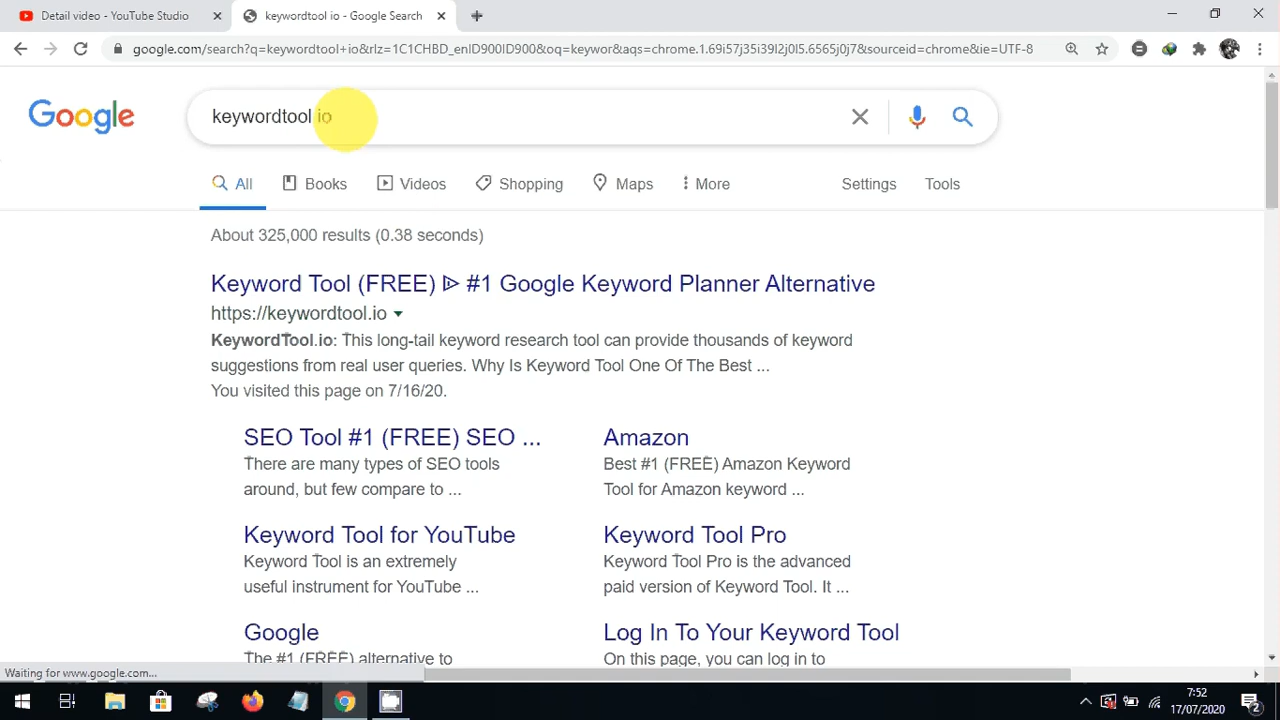 Detail video - YouTube Studio
keywordtool io - Google Search
google.com/search?q=keywordtool+io&rlz=1C1CHBD_enID900ID900&oq=keywor&aqs=chrome.1.69i57j35i39l2j0l5.6565j0j7&sourceid=chrome&ie=UTF-8
Google
keywordtool io
All Books Videos Shopping Maps More Settings Tools
About 325,000 results (0.38 seconds)
Keyword Tool (FREE) ᐈ #1 Google Keyword Planner Alternative
https://keywordtool.io
KeywordTool.io: This long-tail keyword research tool can provide thousands of keyword
suggestions from real user queries. Why Is Keyword Tool One Of The Best ...
You visited this page on 7/16/20.
SEO Tool #1 (FREE) SEO ...
There are many types of SEO tools
around, but few compare to ...
Amazon
Best #1 (FREE) Amazon Keyword
Tool for Amazon keyword ...
Keyword Tool for YouTube
Keyword Tool is an extremely
useful instrument for YouTube ...
Keyword Tool Pro
Keyword Tool Pro is the advanced
paid version of Keyword Tool. It ...
Google
The #1 (FREE) alternative to
Log In To Your Keyword Tool
On this page, you can log in to
Waiting for www.google.com...
7:52
17/07/2020
2